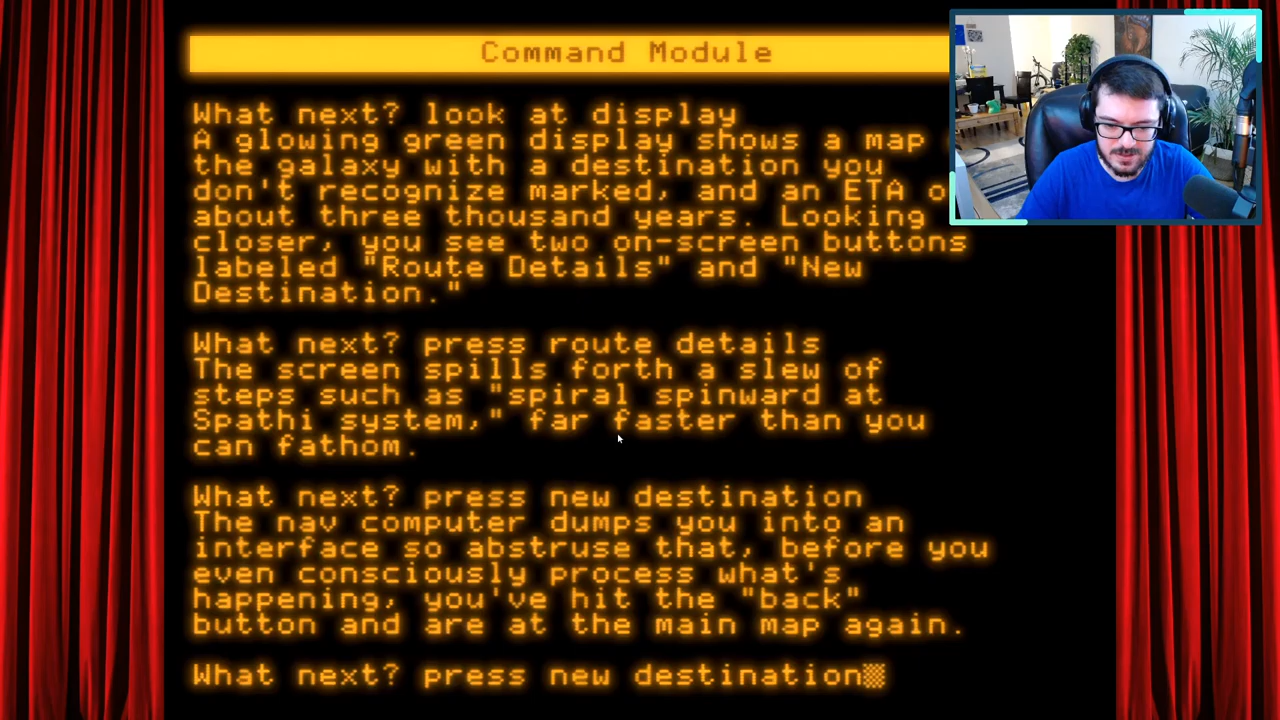 Command Module
What next? look at display
A glowing green display shows a map
the galaxy with a destination you
don't recognize marked, and an ETA o
about three thousand years. Looking
closer, you see two on-screen buttons
labeled "Route Details" and "New
Destination."
What next? press route details
The screen spills forth a slew of
steps such as "spiral spinward at
Spathi system," far faster than you
can fathom.
What next? press new destination
The nav computer dumps you into an
interface so abstruse that, before you
even consciously process what's
happening, you've hit the "back"
button and are at the main map again.
What next? press new destination